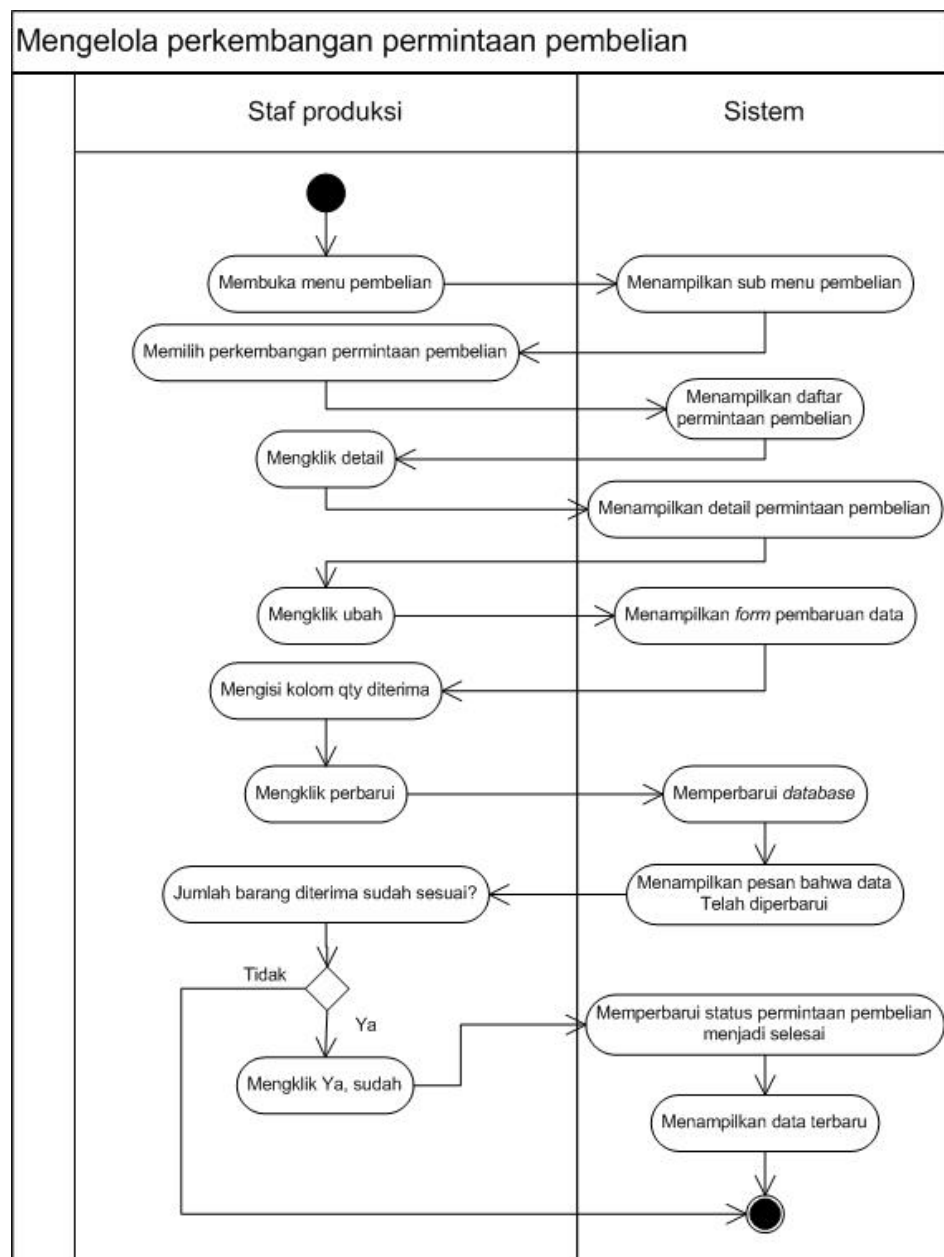 Mengelola perkembangan permintaan pembelian
Staf produksi
Sistem
Membuka menu pembelian
Menampilkan sub menu pembelian
Memilih perkembangan permintaan pembelian
Menampilkan daftar
permintaan pembelian
Mengklik detail
Menampilkan detail permintaan pembelian
Mengklik ubah
Menampilkan form pembaruan data
Mengisi kolom qty diterima
Mengklik perbarui
Memperbarui database
Menampilkan pesan bahwa data
Telah diperbarui
Jumlah barang diterima sudah sesuai?
Tidak
Ya
Mengklik Ya, sudah
Memperbarui status permintaan pembelian
menjadi selesai
Menampilkan data terbaru